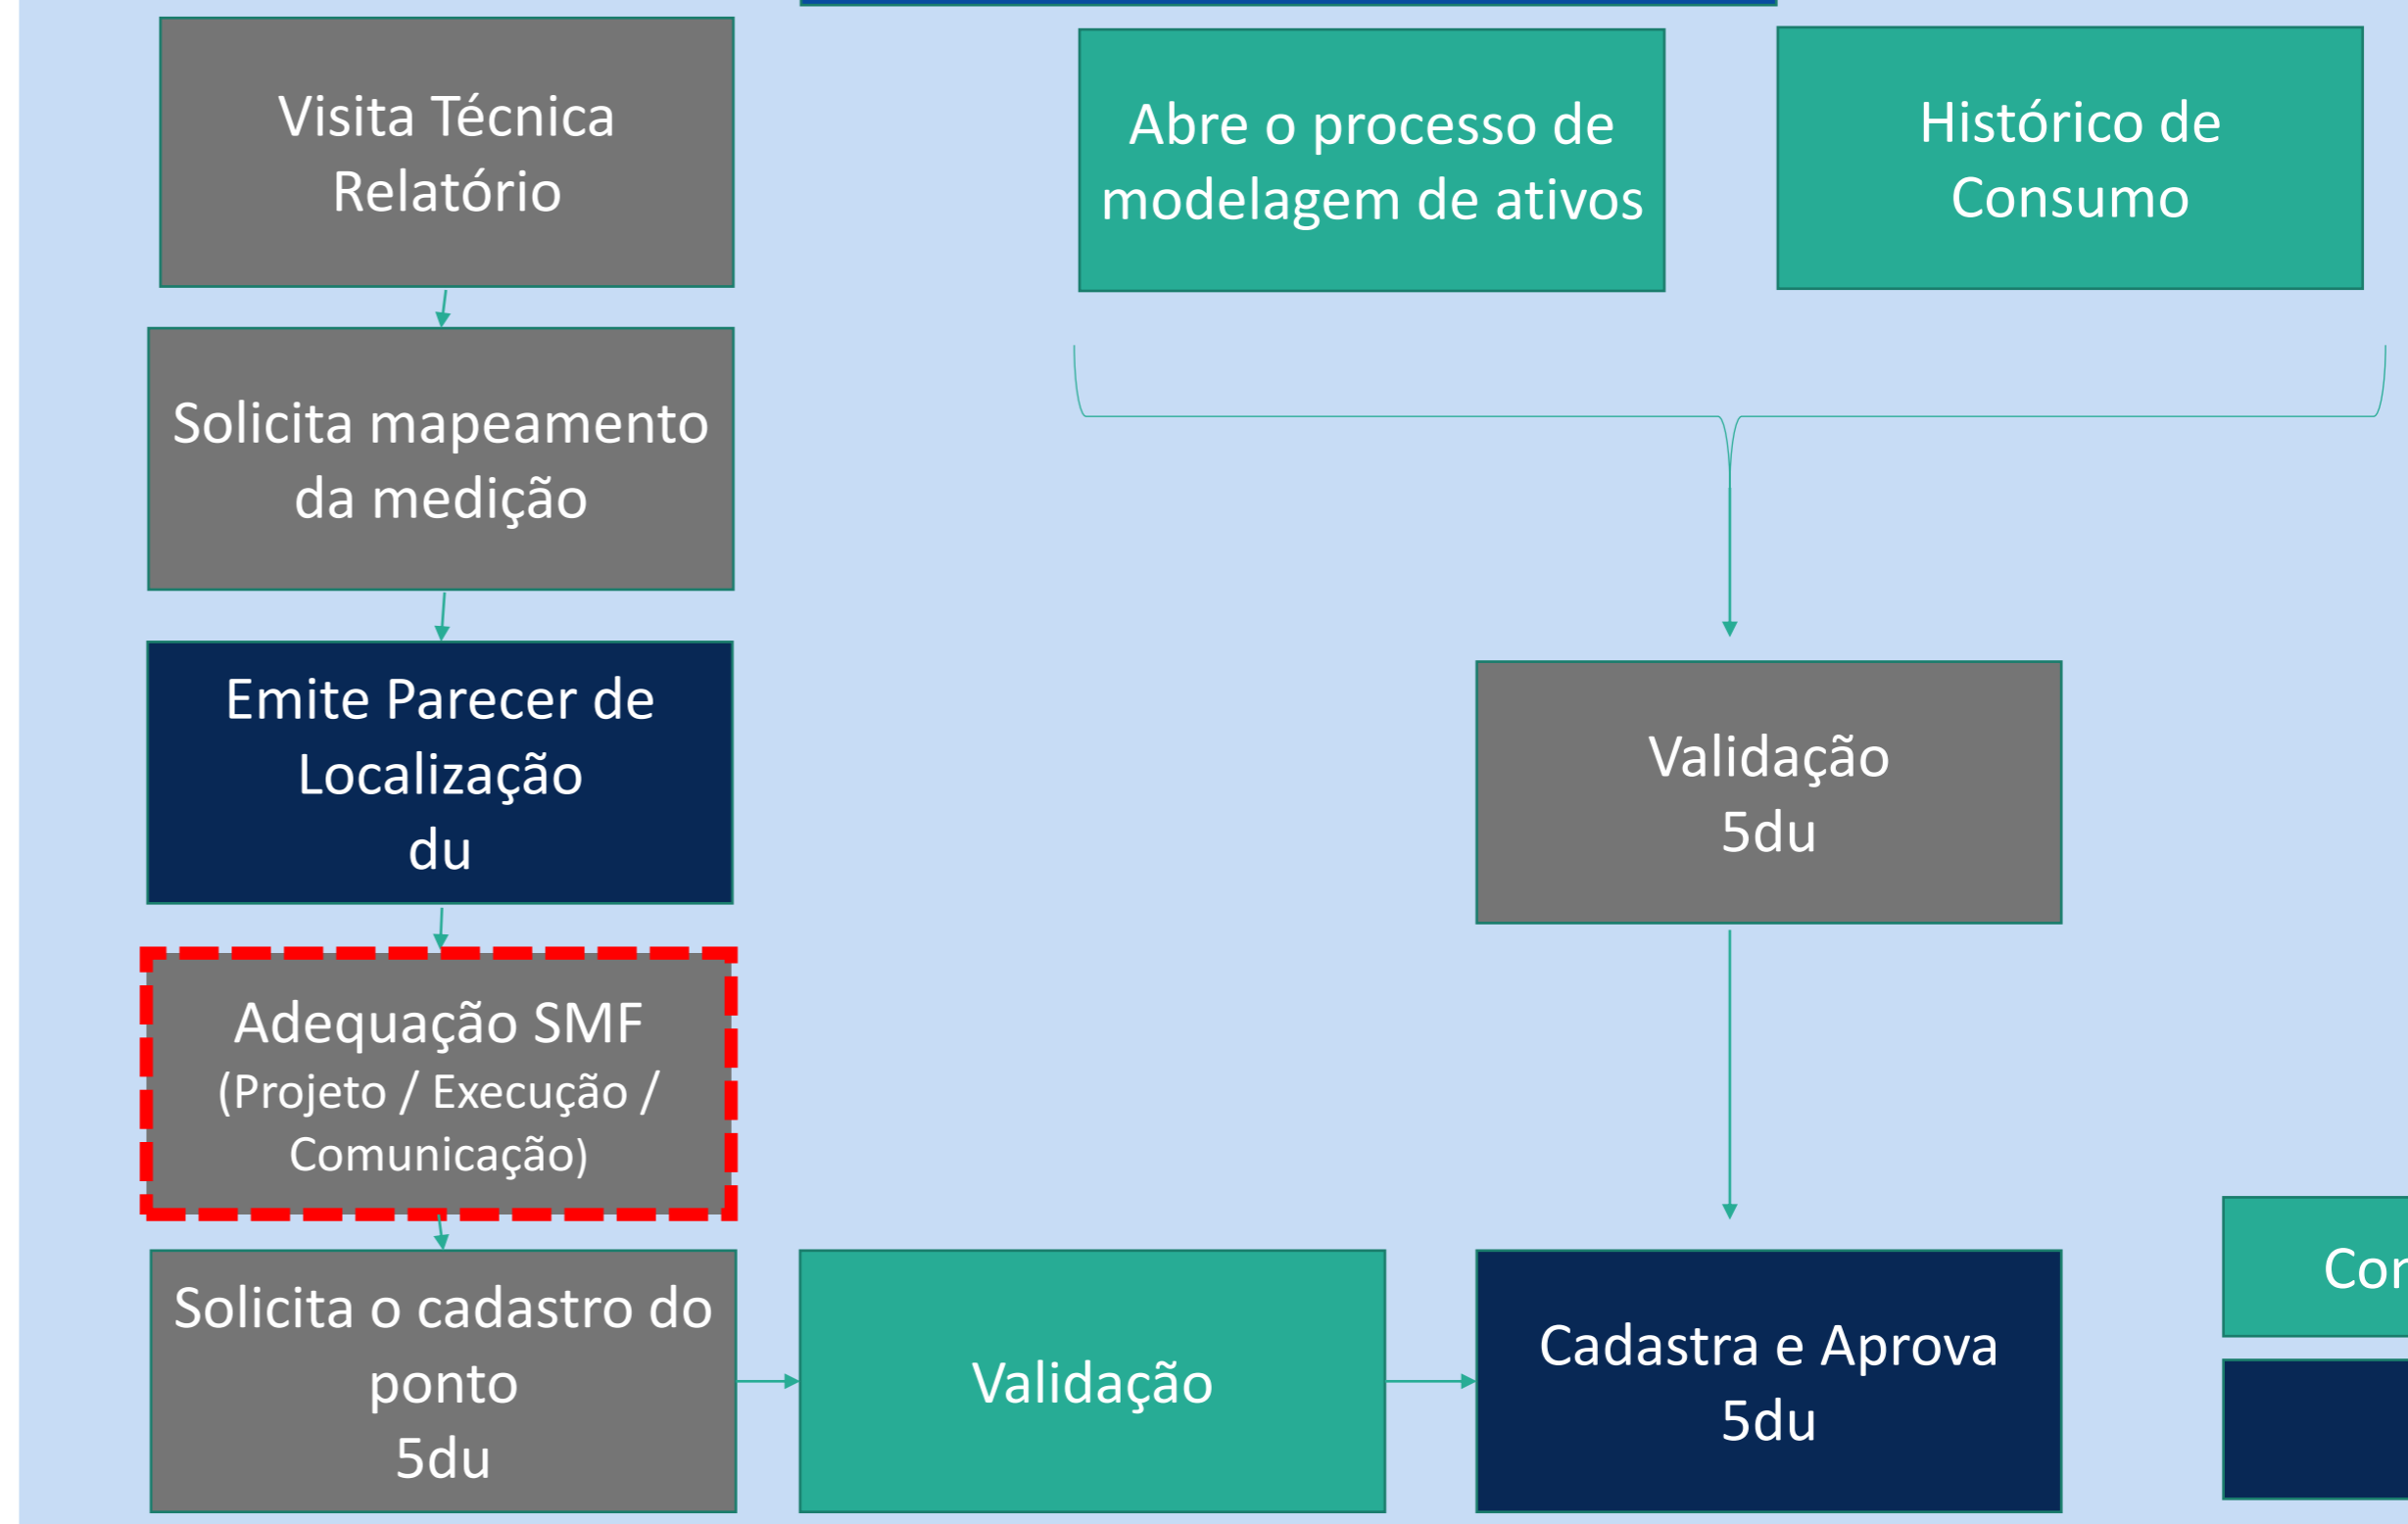 Visita Técnica
Relatório
Abre o processo de
modelagem de ativos
Histórico de
Consumo
Solicita mapeamento
da medição
Emite Parecer de
Localização
du
Validação
5du
Adequação SMF
(Projeto / Execução /
Comunicação)
Solicita o cadastro do
ponto
5du
Validação
Cadastra e Aprova
5du